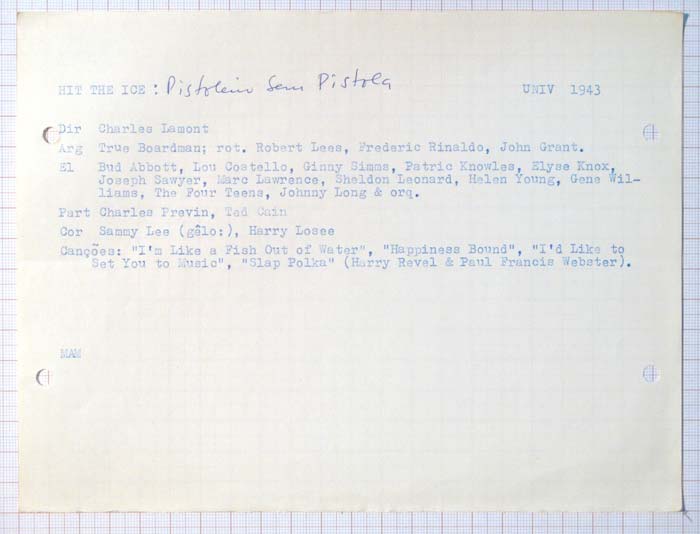 HIT THE ICE : Pistoleiro Sem Pistola UNIV 1943
Dir Charles Lamont
Arg True Boardman; rot. Robert Lees, Frederic Rinaldo, John Grant.
El Bud Abbott, Lou Costello, Ginny Simms, Patric Knowles, Elyse Knox,
Joseph Sawyer, Marc Lawrence, Sheldon Leonard, Helen Young, Gene Wil-
liams, The Four Teens, Johnny Long & orq.
Part Charles Previn, Ted Cain
Cor Sammy Lee (gêlo:), Harry Losee
Canções: "I'm Like a Fish Out of Water", "Happiness Bound", "I'd Like to
Set You to Music", "Slap Polka" (Harry Revel & Paul Francis Webster).
MAM